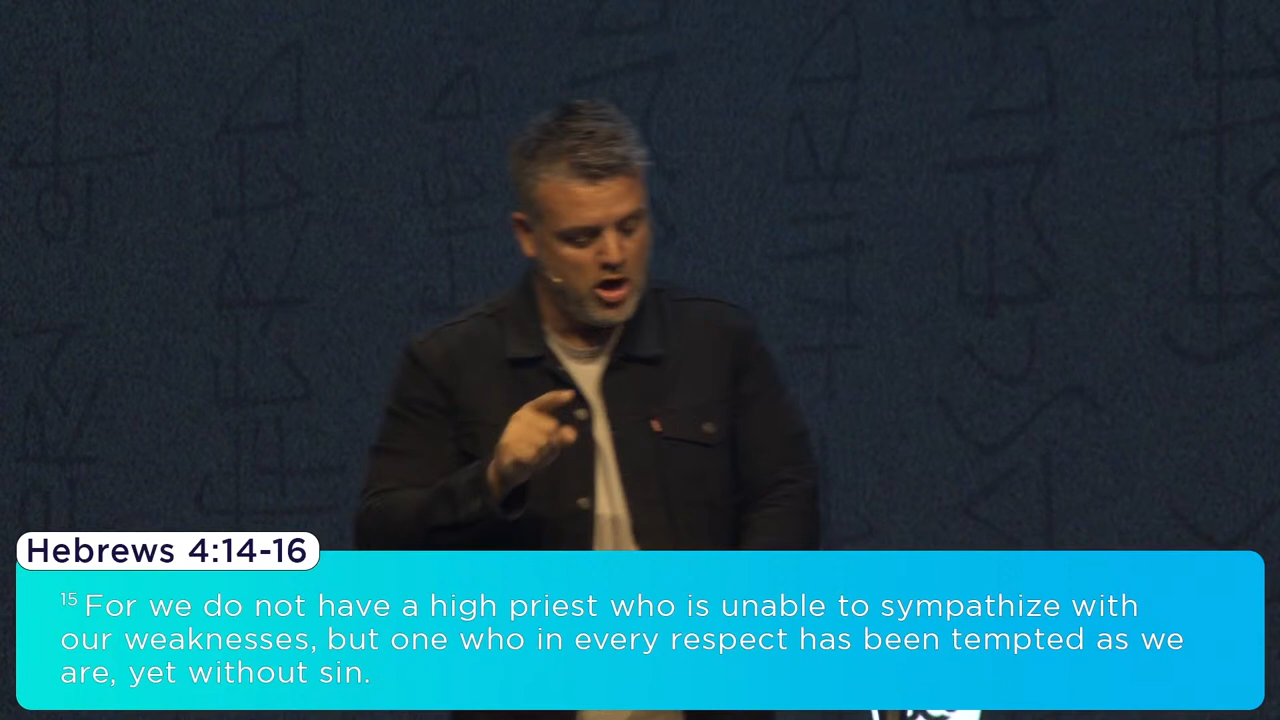 Hebrews 4:14-16
15 For we do not have a high priest who is unable to sympathize with
our weaknesses, but one who in every respect has been tempted as we
are, yet without sin.